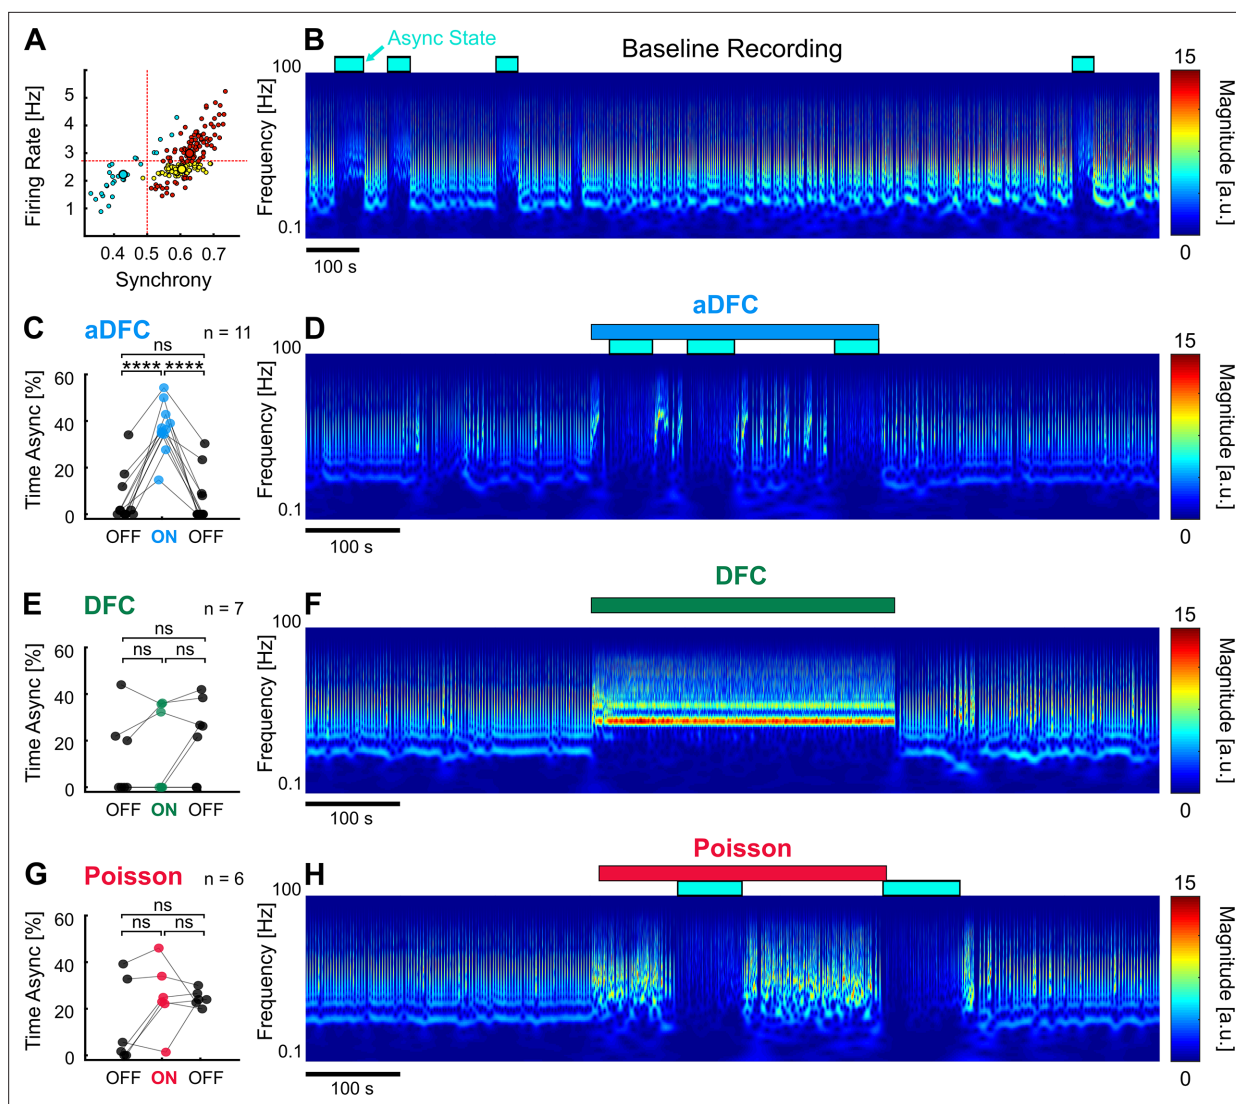 A
Firing Rate [Hz]
5
4
3
2
1
0.4 0.5 0.6 0.7
Synchrony
B
Async State
Baseline Recording
Frequency [Hz]
100
0.1
100 s
15
Magnitude [a.u.]
0
C
aDFC
n = 11
ns
**** ****
Time Async [%]
60
40
20
0
OFF ON OFF
D
aDFC
Frequency [Hz]
100
0.1
100 s
15
Magnitude [a.u.]
0
E
DFC
n = 7
ns
ns ns
Time Async [%]
60
40
20
0
OFF ON OFF
F
DFC
Frequency [Hz]
100
0.1
100 s
15
Magnitude [a.u.]
0
G
Poisson
n = 6
ns
ns ns
Time Async [%]
60
40
20
0
OFF ON OFF
H
Poisson
Frequency [Hz]
100
0.1
100 s
15
Magnitude [a.u.]
0